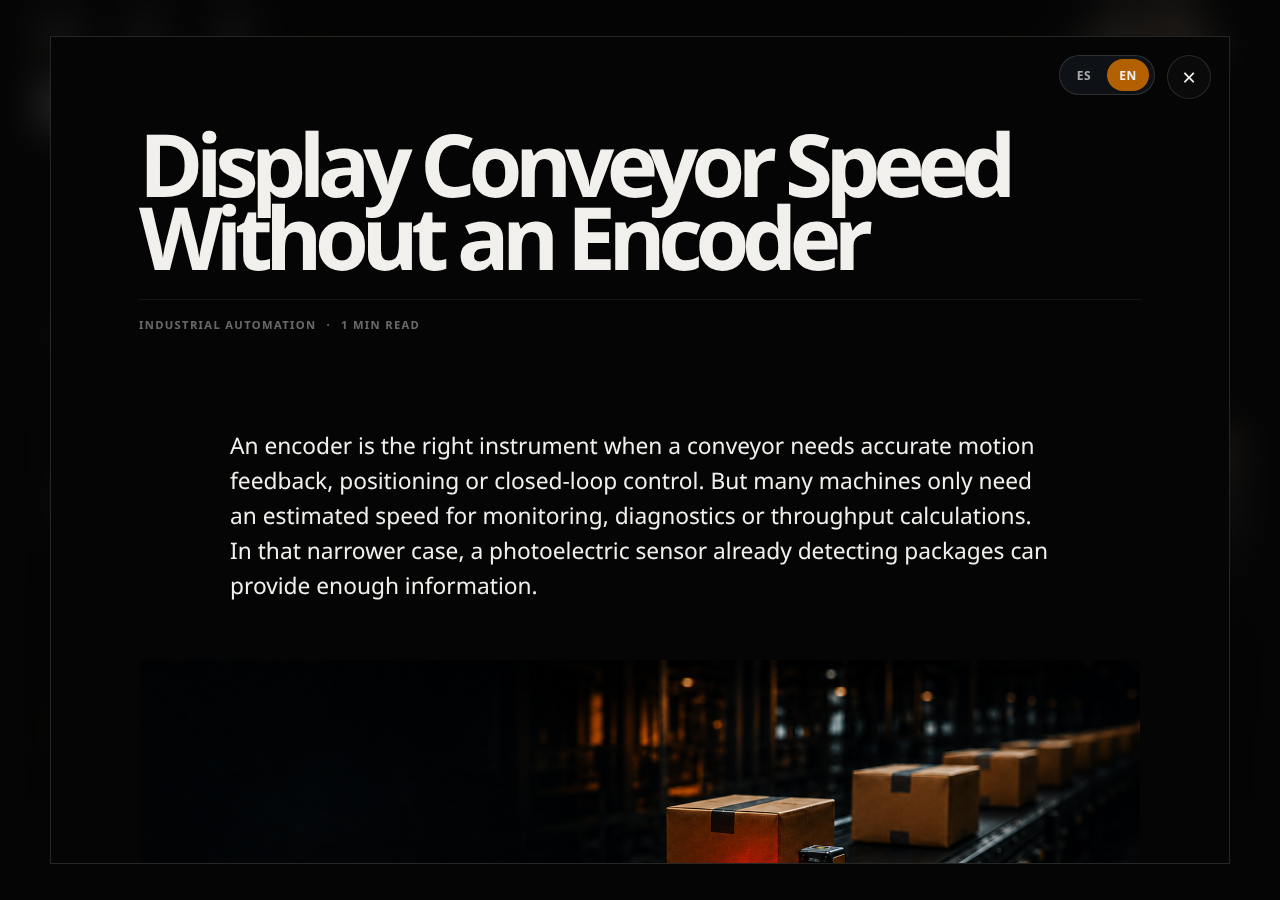 ES EN ×
Display Conveyor Speed
Without an Encoder
INDUSTRIAL AUTOMATION · 1 MIN READ
An encoder is the right instrument when a conveyor needs accurate motion
feedback, positioning or closed-loop control. But many machines only need
an estimated speed for monitoring, diagnostics or throughput calculations.
In that narrower case, a photoelectric sensor already detecting packages can
provide enough information.